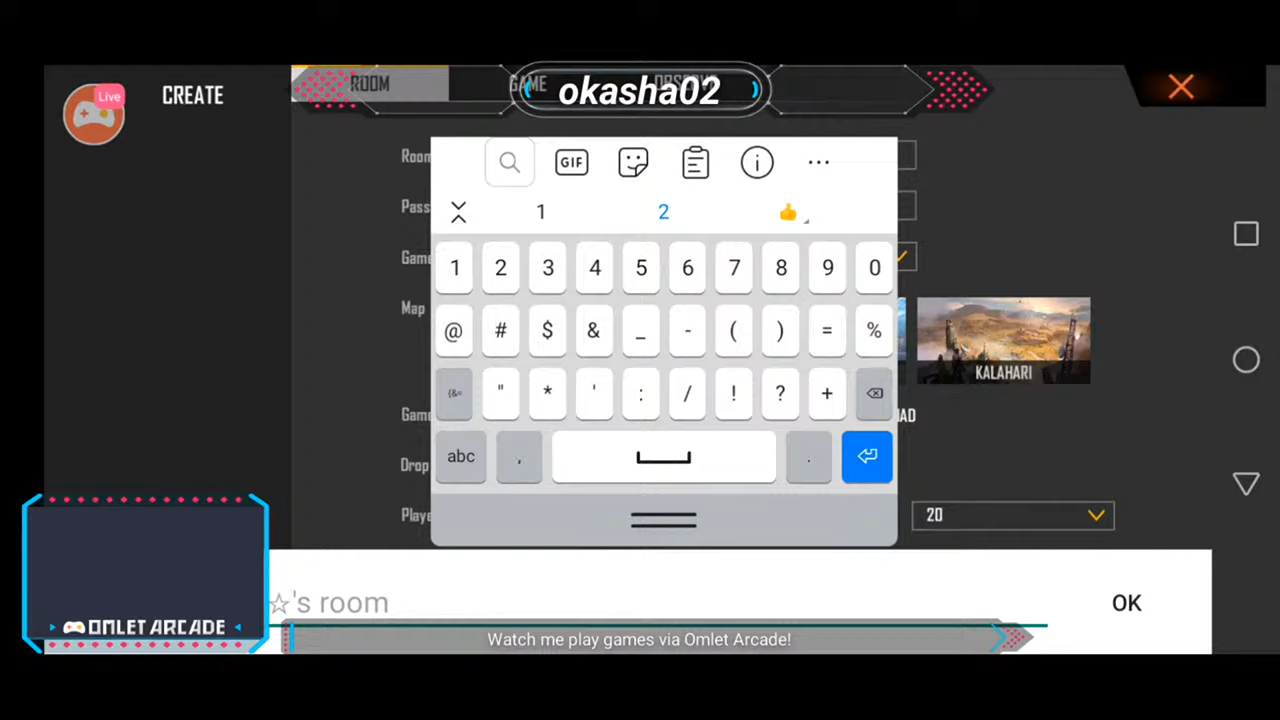 Live
CREATE
ROOM
GAME
okasha02
Room
Pass
Game
Map
GIF
1 2 👍
1 2 3 4 5 6 7 8 9 0
@ # $ & _ - ( ) = %
{&= " * ' : / ! ? +
abc , .
KALAHARI
Game
Drop
Playe
20
☆'s room
OK
OMLET ARCADE
Watch me play games via Omlet Arcade!